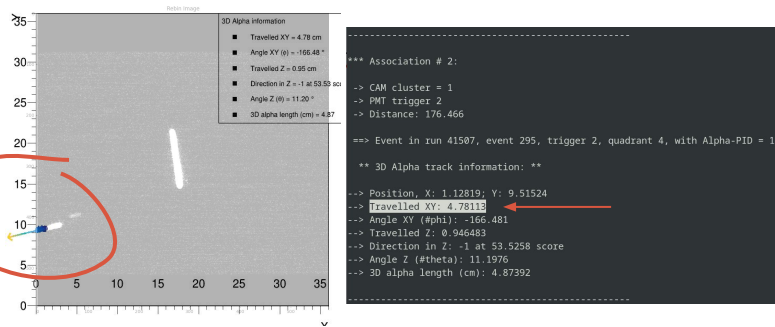 Rebin image
3D Alpha information
Travelled XY = 4.78 cm
Angle XY (φ) = -166.48 °
Travelled Z = 0.95 cm
Direction in Z = -1 at 53.53 sco
Angle Z (θ) = 11.20 °
3D alpha length (cm) = 4.87
35
30
25
20
15
10
5
0
0 5 10 15 20 25 30 35
*** Association # 2:
-> CAM cluster = 1
-> PMT trigger 2
-> Distance: 176.466
==> Event in run 41507, event 295, trigger 2, quadrant 4, with Alpha-PID = 1
** 3D Alpha track information: **
--> Position, X: 1.12819; Y: 9.51524
--> Travelled XY: 4.78113
--> Angle XY (#phi): -166.481
--> Travelled Z: 0.946483
--> Direction in Z: -1 at 53.5258 score
--> Angle Z (#theta): 11.1976
--> 3D alpha length (cm): 4.87392